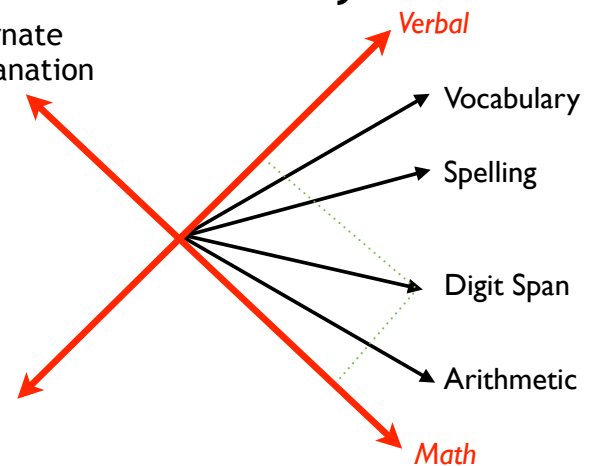 Verbal
Vocabulary
Spelling
Digit Span
Arithmetic
Math